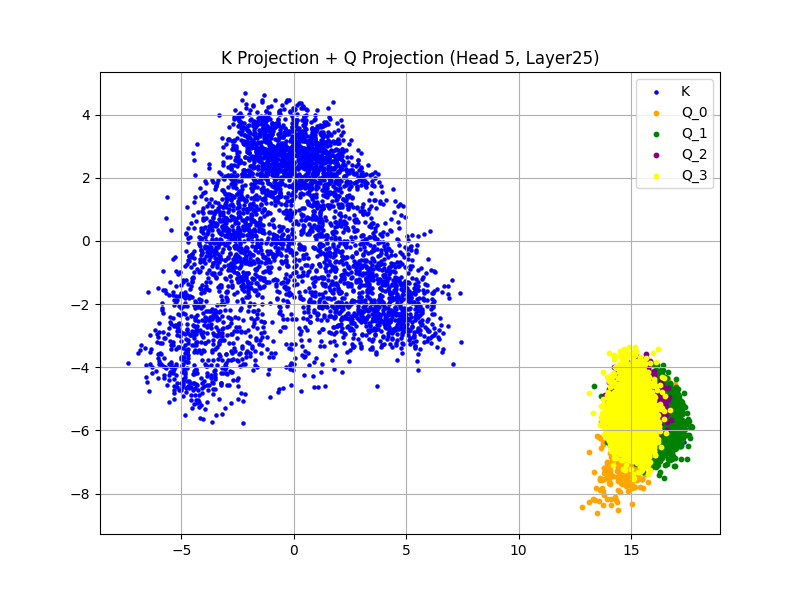 K Projection + Q Projection (Head 5, Layer25)
K
Q_0
Q_1
Q_2
Q_3
4
2
0
−2
−4
−6
−8
−5
0
5
10
15